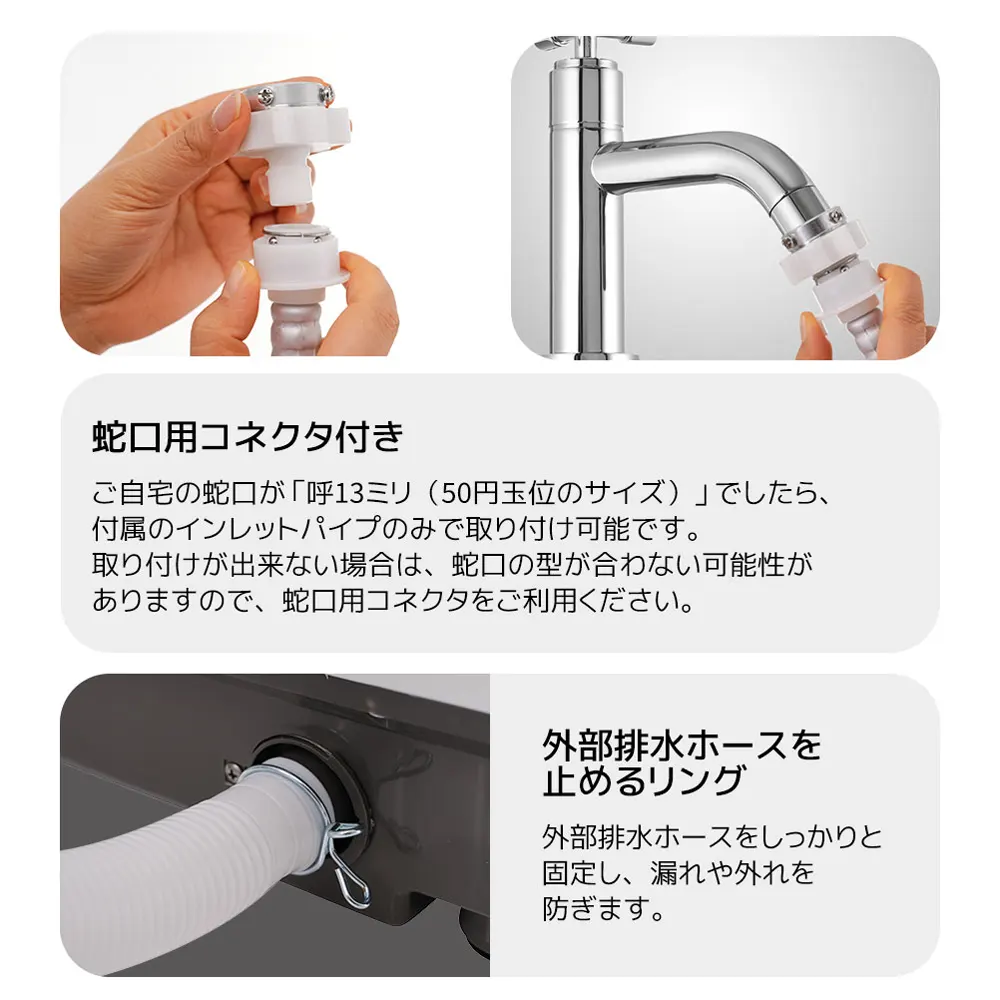 蛇口用コネクタ付き
ご自宅の蛇口が「呼13ミリ（50円玉位のサイズ）」でしたら、
付属のインレットパイプのみで取り付け可能です。
取り付けが出来ない場合は、蛇口の型が合わない可能性が
ありますので、蛇口用コネクタをご利用ください。
外部排水ホースを
止めるリング
外部排水ホースをしっかりと
固定し、漏れや外れを
防ぎます。